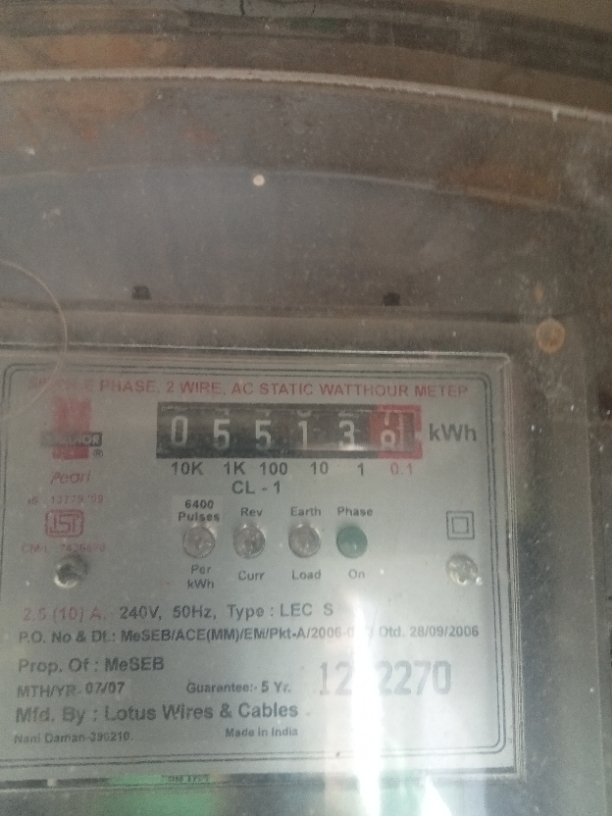 PHASE, 2 WIRE, AC STATIC WATTHOUR METER
0 5 5 1 3 8 kWh
10K 1K 100 10 1 0.1
CL - 1
Pearl
6400 Pulses Rev Earth Phase
Per kWh Curr Load On
2.5 (10) A, 240V, 50Hz, Type : LEC S
P.O. No & Dt.: MeSEB/ACE(MM)/EM/Pkt-A/2006- Dtd. 28/09/2006
Prop. Of : MeSEB
MTH/YR- 07/07 Guarantee:- 5 Yr.
Mfd. By : Lotus Wires & Cables
Nani Daman-396210. Made in India